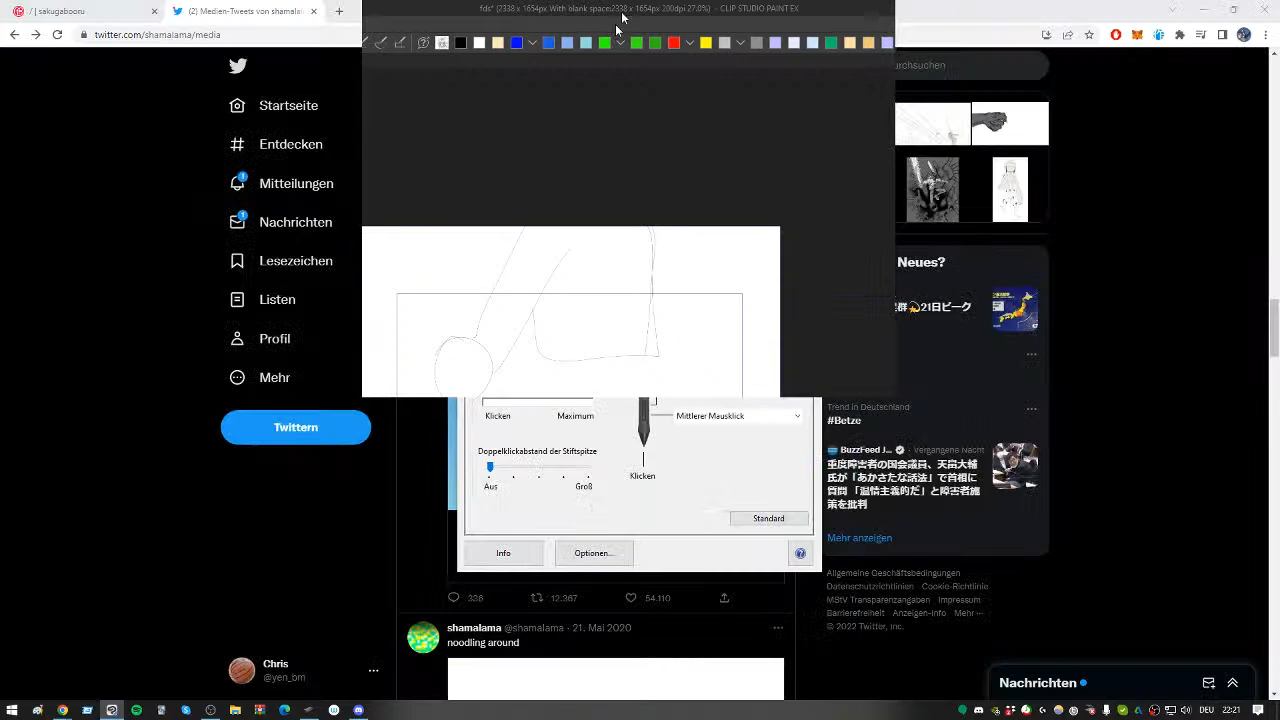 / | sakugabooru
Medien-Tweets von shamalama
fdc* (2338 x 1654px With blank space:2338 x 1654px 200dpi 27.0%) - CLIP STUDIO PAINT EX
twitter.com/shamalama/media
Startseite
Entdecken
1
Mitteilungen
1
Nachrichten
Lesezeichen
Listen
Profil
Mehr
Twittern
Chris
@yen_bm
Klicken
Maximum
Mittlerer Mausklick
Doppelklickabstand der Stiftspitze
Aus
Groß
Klicken
Standard
Info
Optionen...
336
12.367
54.110
shamalama @shamalama · 21. Mai 2020
noodling around
Neues?
21日ピーク
Trend in Deutschland
#Betze
BuzzFeed J... · Vergangene Nacht
重度障害者の国会議員、天畠大輔
氏が「あかさたな話法」で首相に
質問 「温情主義的だ」と障害者施
策を批判
Mehr anzeigen
Allgemeine Geschäftsbedingungen
Datenschutzrichtlinien Cookie-Richtlinie
MStV Transparenzangaben Impressum
Barrierefreiheit Anzeigen-Info Mehr ···
© 2022 Twitter, Inc.
Nachrichten
DEU 22:21